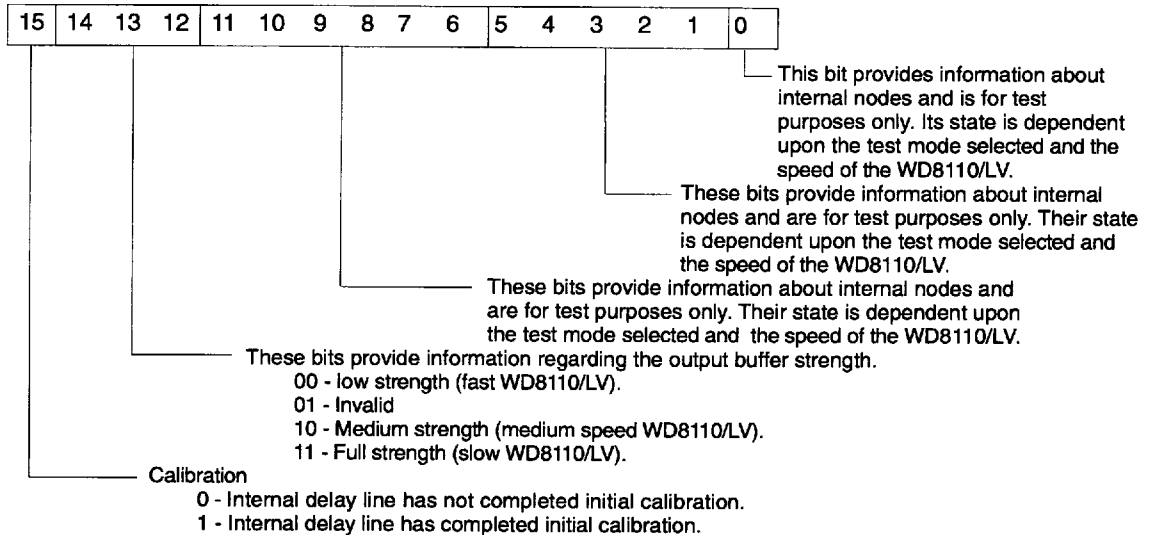 15 14 13 12 11 10 9 8 7 6 5 4 3 2 1 0
This bit provides information about
internal nodes and is for test
purposes only. Its state is dependent
upon the test mode selected and the
speed of the WD8110/LV.
These bits provide information about internal
nodes and are for test purposes only. Their state
is dependent upon the test mode selected and
the speed of the WD8110/LV.
These bits provide information about internal nodes and
are for test purposes only. Their state is dependent upon
the test mode selected and the speed of the WD8110/LV.
These bits provide information regarding the output buffer strength.
00 - low strength (fast WD8110/LV).
01 - Invalid
10 - Medium strength (medium speed WD8110/LV).
11 - Full strength (slow WD8110/LV).
Calibration
0 - Internal delay line has not completed initial calibration.
1 - Internal delay line has completed initial calibration.